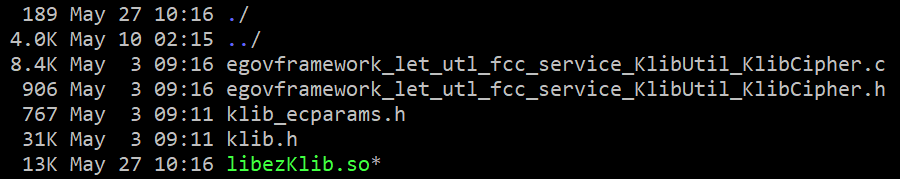 189 May 27 10:16 ./
4.0K May 10 02:15 ../
8.4K May  3 09:16 egovframework_let_utl_fcc_service_KlibUtil_KlibCipher.c
906 May  3 09:16 egovframework_let_utl_fcc_service_KlibUtil_KlibCipher.h
767 May  3 09:11 klib_ecparams.h
31K May  3 09:11 klib.h
13K May 27 10:16 libezKlib.so*